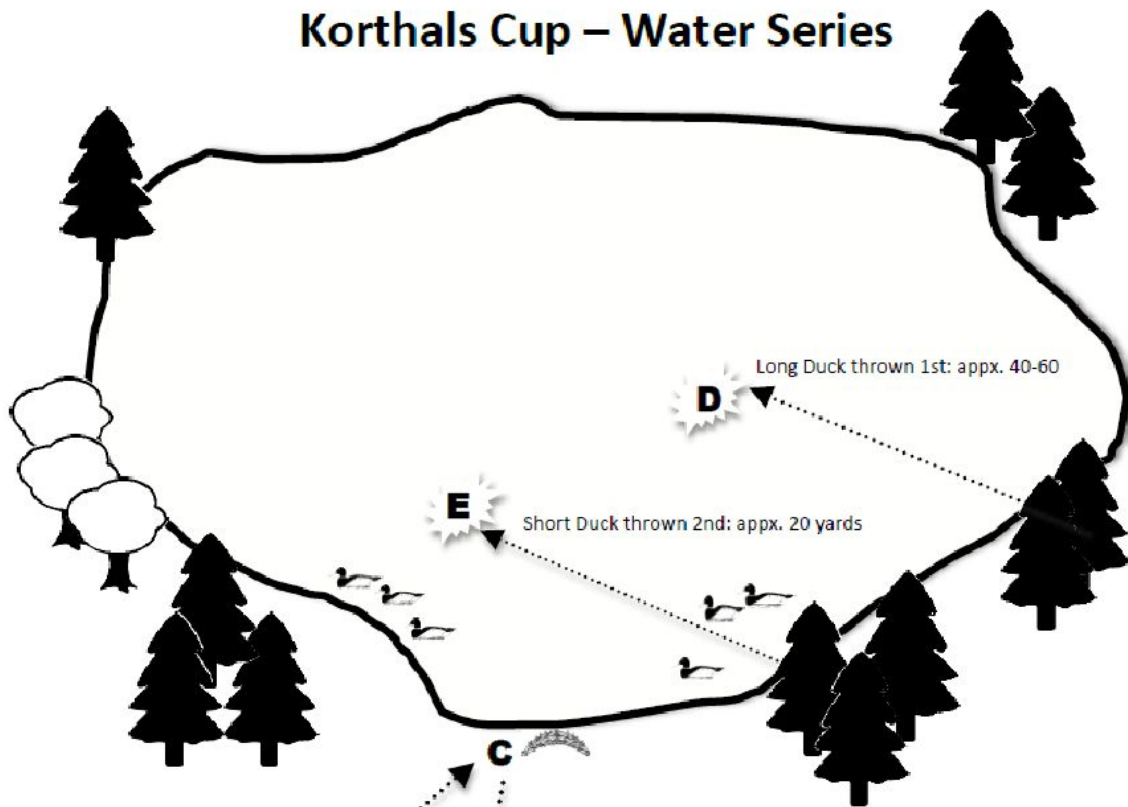 Korthals Cup – Water Series
Long Duck thrown 1st: appx. 40-60
D
E
Short Duck thrown 2nd: appx. 20 yards
C